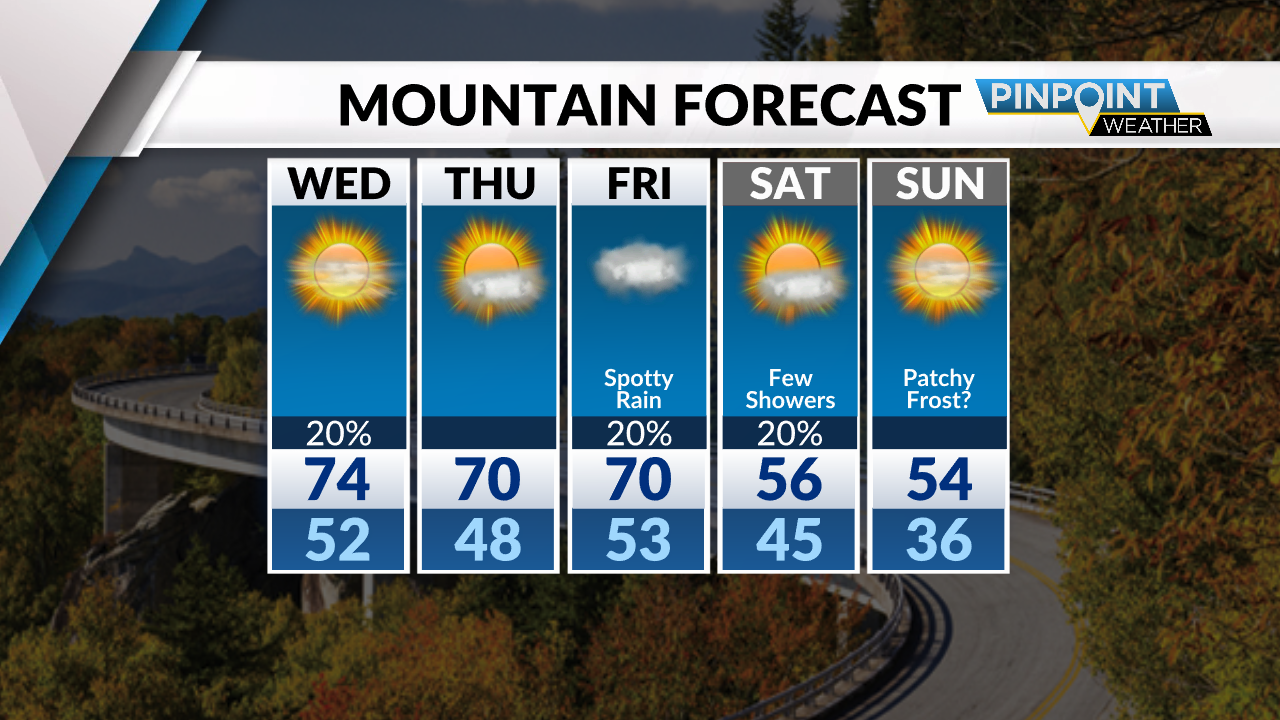 MOUNTAIN FORECAST
PINPOINT
WEATHER
WED
THU
FRI
SAT
SUN
Spotty
Rain
Few
Showers
Patchy
Frost?
20%
20%
20%
74
70
70
56
54
52
48
53
45
36